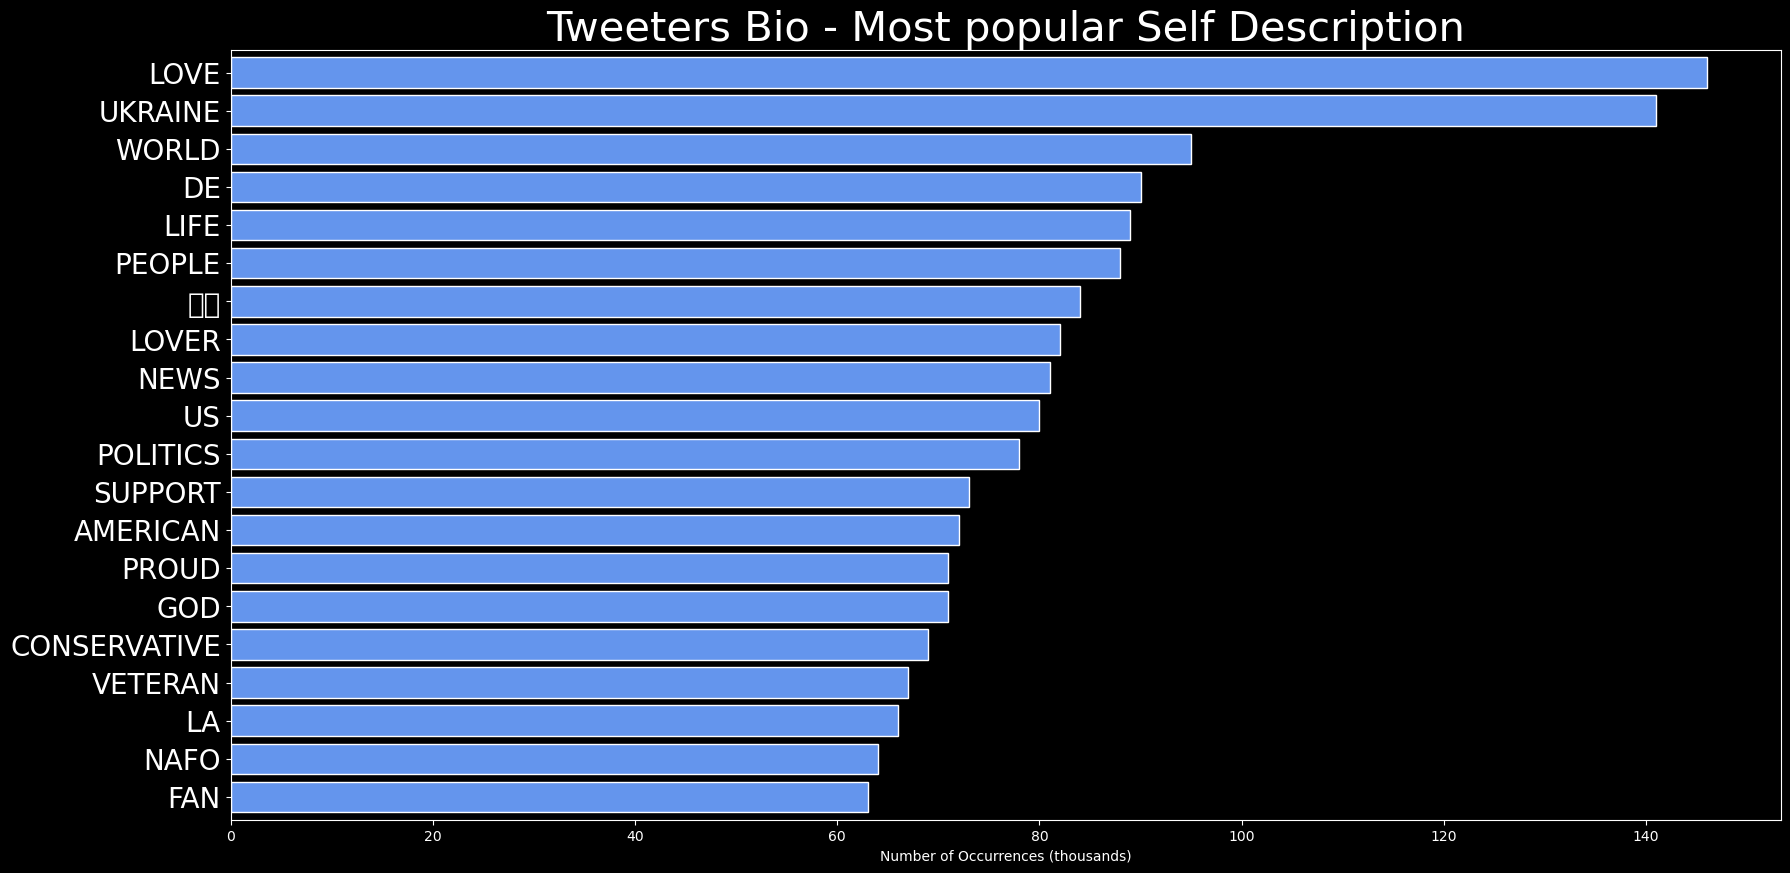 Tweeters Bio - Most popular Self Description
LOVE
UKRAINE
WORLD
DE
LIFE
PEOPLE
LOVER
NEWS
US
POLITICS
SUPPORT
AMERICAN
PROUD
GOD
CONSERVATIVE
VETERAN
LA
NAFO
FAN
0 20 40 60 80 100 120 140
Number of Occurrences (thousands)